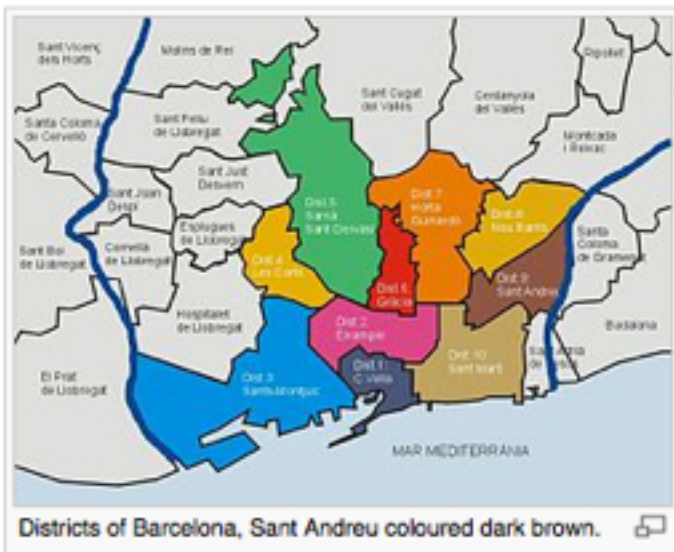 Sant Vicenç
dels Horts
Molins de Rei
Ripollet
Sant Cugat
del Vallès
Cerdanyola
del Vallès
Santa Coloma
de Cervelló
Sant Feliu
de Llobregat
Montcada
i Reixac
Sant Just
Desvern
Dist.7
Horta
Guinardó
Sant Joan
Despí
Dist.5
Sarrià
Sant Gervasi
Dist.8
Nou Barris
Santa
Coloma
de Gramenet
Sant Boi
de Llobregat
Cornellà
de Llobregat
Esplugues
de Llobregat
Dist.4
Les Corts
Dist.9
Sant Andreu
Dist.6
Gràcia
Hospitalet
de Llobregat
Dist.2
Eixample
Badalona
El Prat
de Llobregat
Dist.3
Dist.1
C.Vella
Dist.10
Sant Martí
Sant Adrià
MAR MEDITERRÀNIA
Districts of Barcelona, Sant Andreu coloured dark brown.